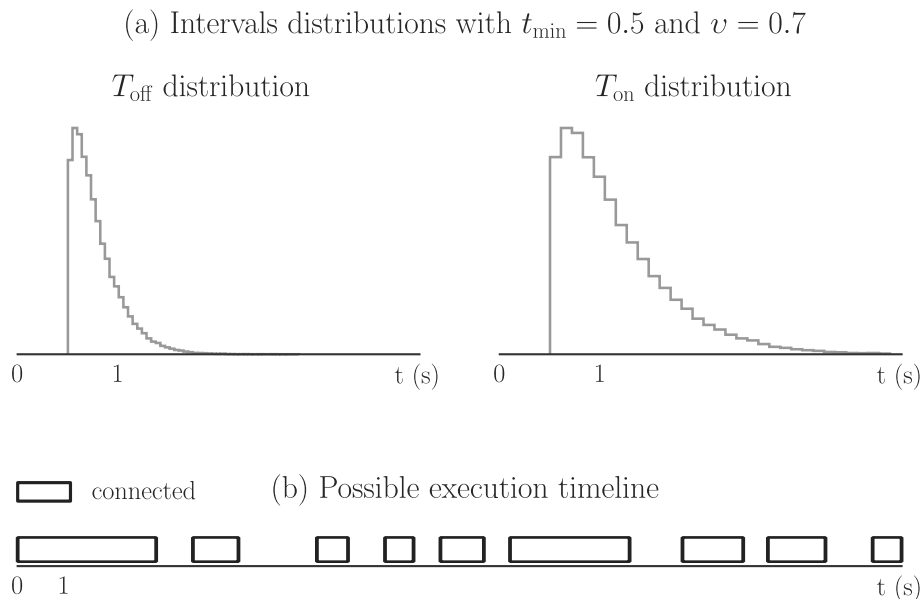 (a) Intervals distributions with t_min = 0.5 and υ = 0.7
T_off distribution
T_on distribution
0 1 t (s)
0 1 t (s)
connected
(b) Possible execution timeline
0 1 t (s)